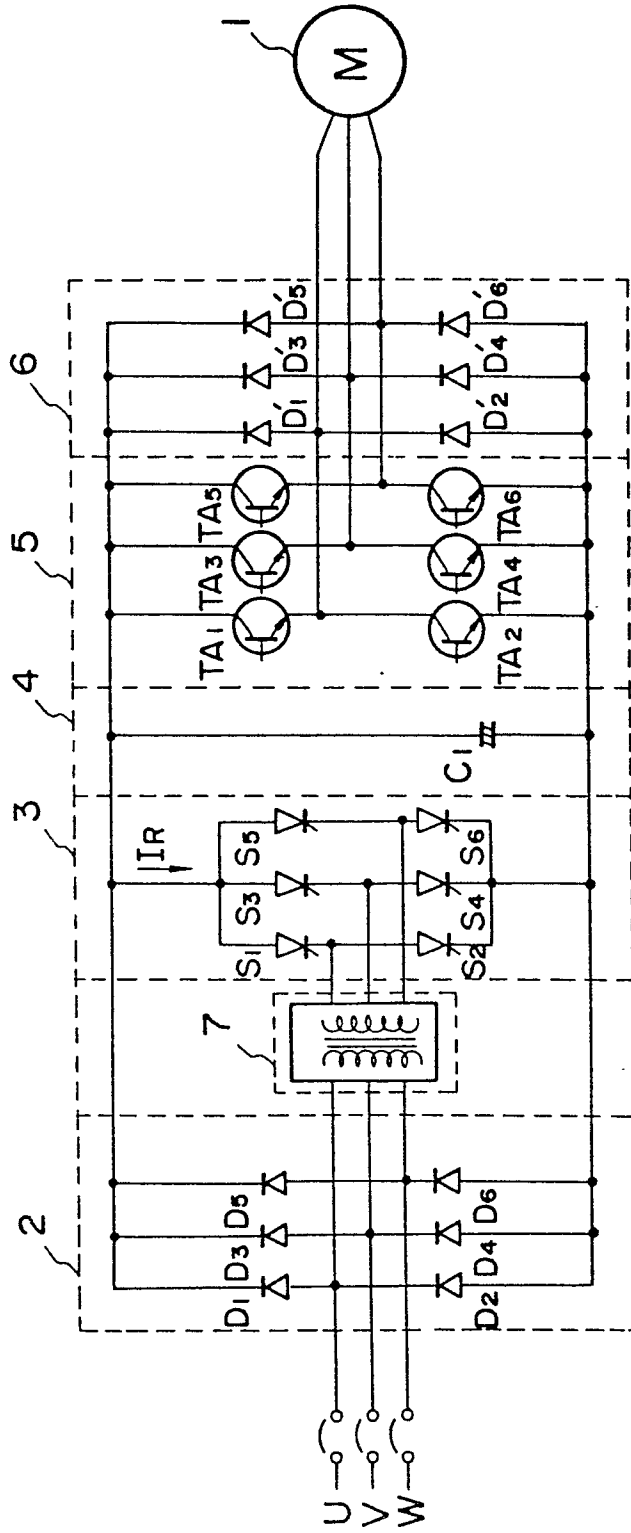 2 3 4 5 6
7
1
M
U
V
W
D1 D3 D5
D2 D4 D6
IR
S1 S3 S5
S2 S4 S6
C1
TA1 TA3 TA5
TA2 TA4 TA6
D'1 D'3 D'5
D'2 D'4 D'6